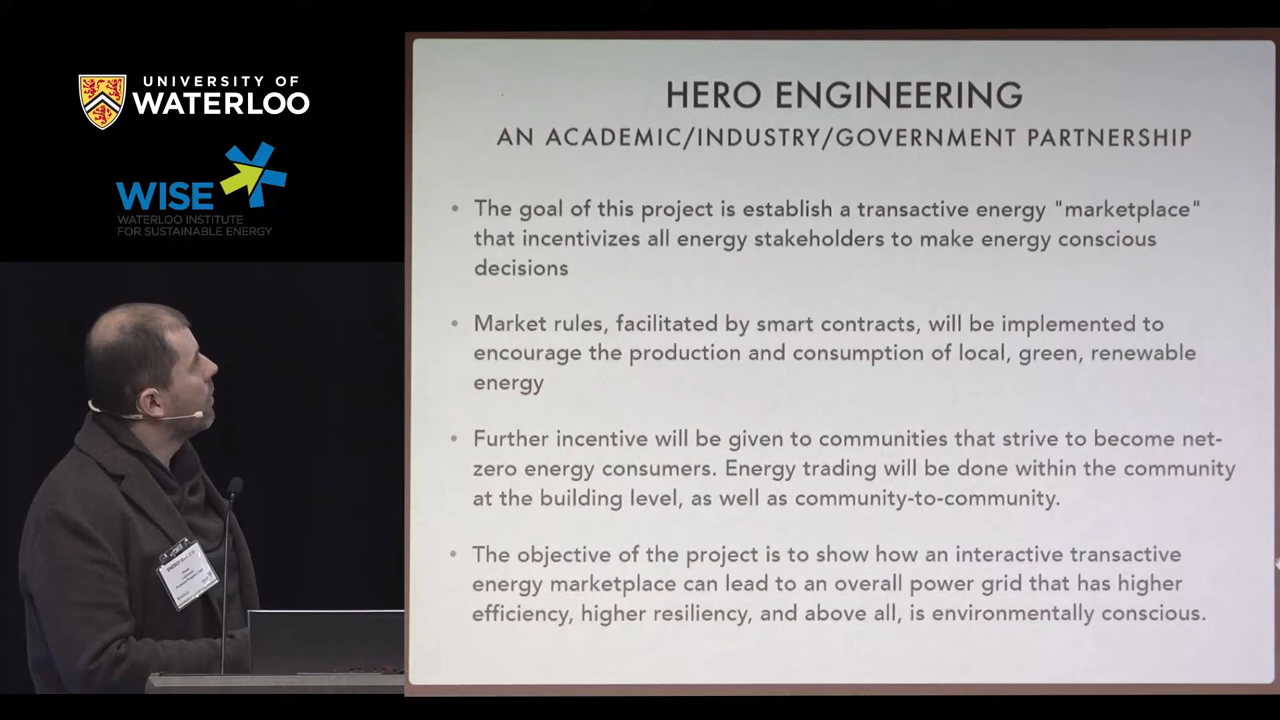 UNIVERSITY OF
WATERLOO
WISE
WATERLOO INSTITUTE
FOR SUSTAINABLE ENERGY
HERO ENGINEERING
AN ACADEMIC/INDUSTRY/GOVERNMENT PARTNERSHIP
• The goal of this project is establish a transactive energy "marketplace"
that incentivizes all energy stakeholders to make energy conscious
decisions
• Market rules, facilitated by smart contracts, will be implemented to
encourage the production and consumption of local, green, renewable
energy
• Further incentive will be given to communities that strive to become net-
zero energy consumers. Energy trading will be done within the community
at the building level, as well as community-to-community.
• The objective of the project is to show how an interactive transactive
energy marketplace can lead to an overall power grid that has higher
efficiency, higher resiliency, and above all, is environmentally conscious.